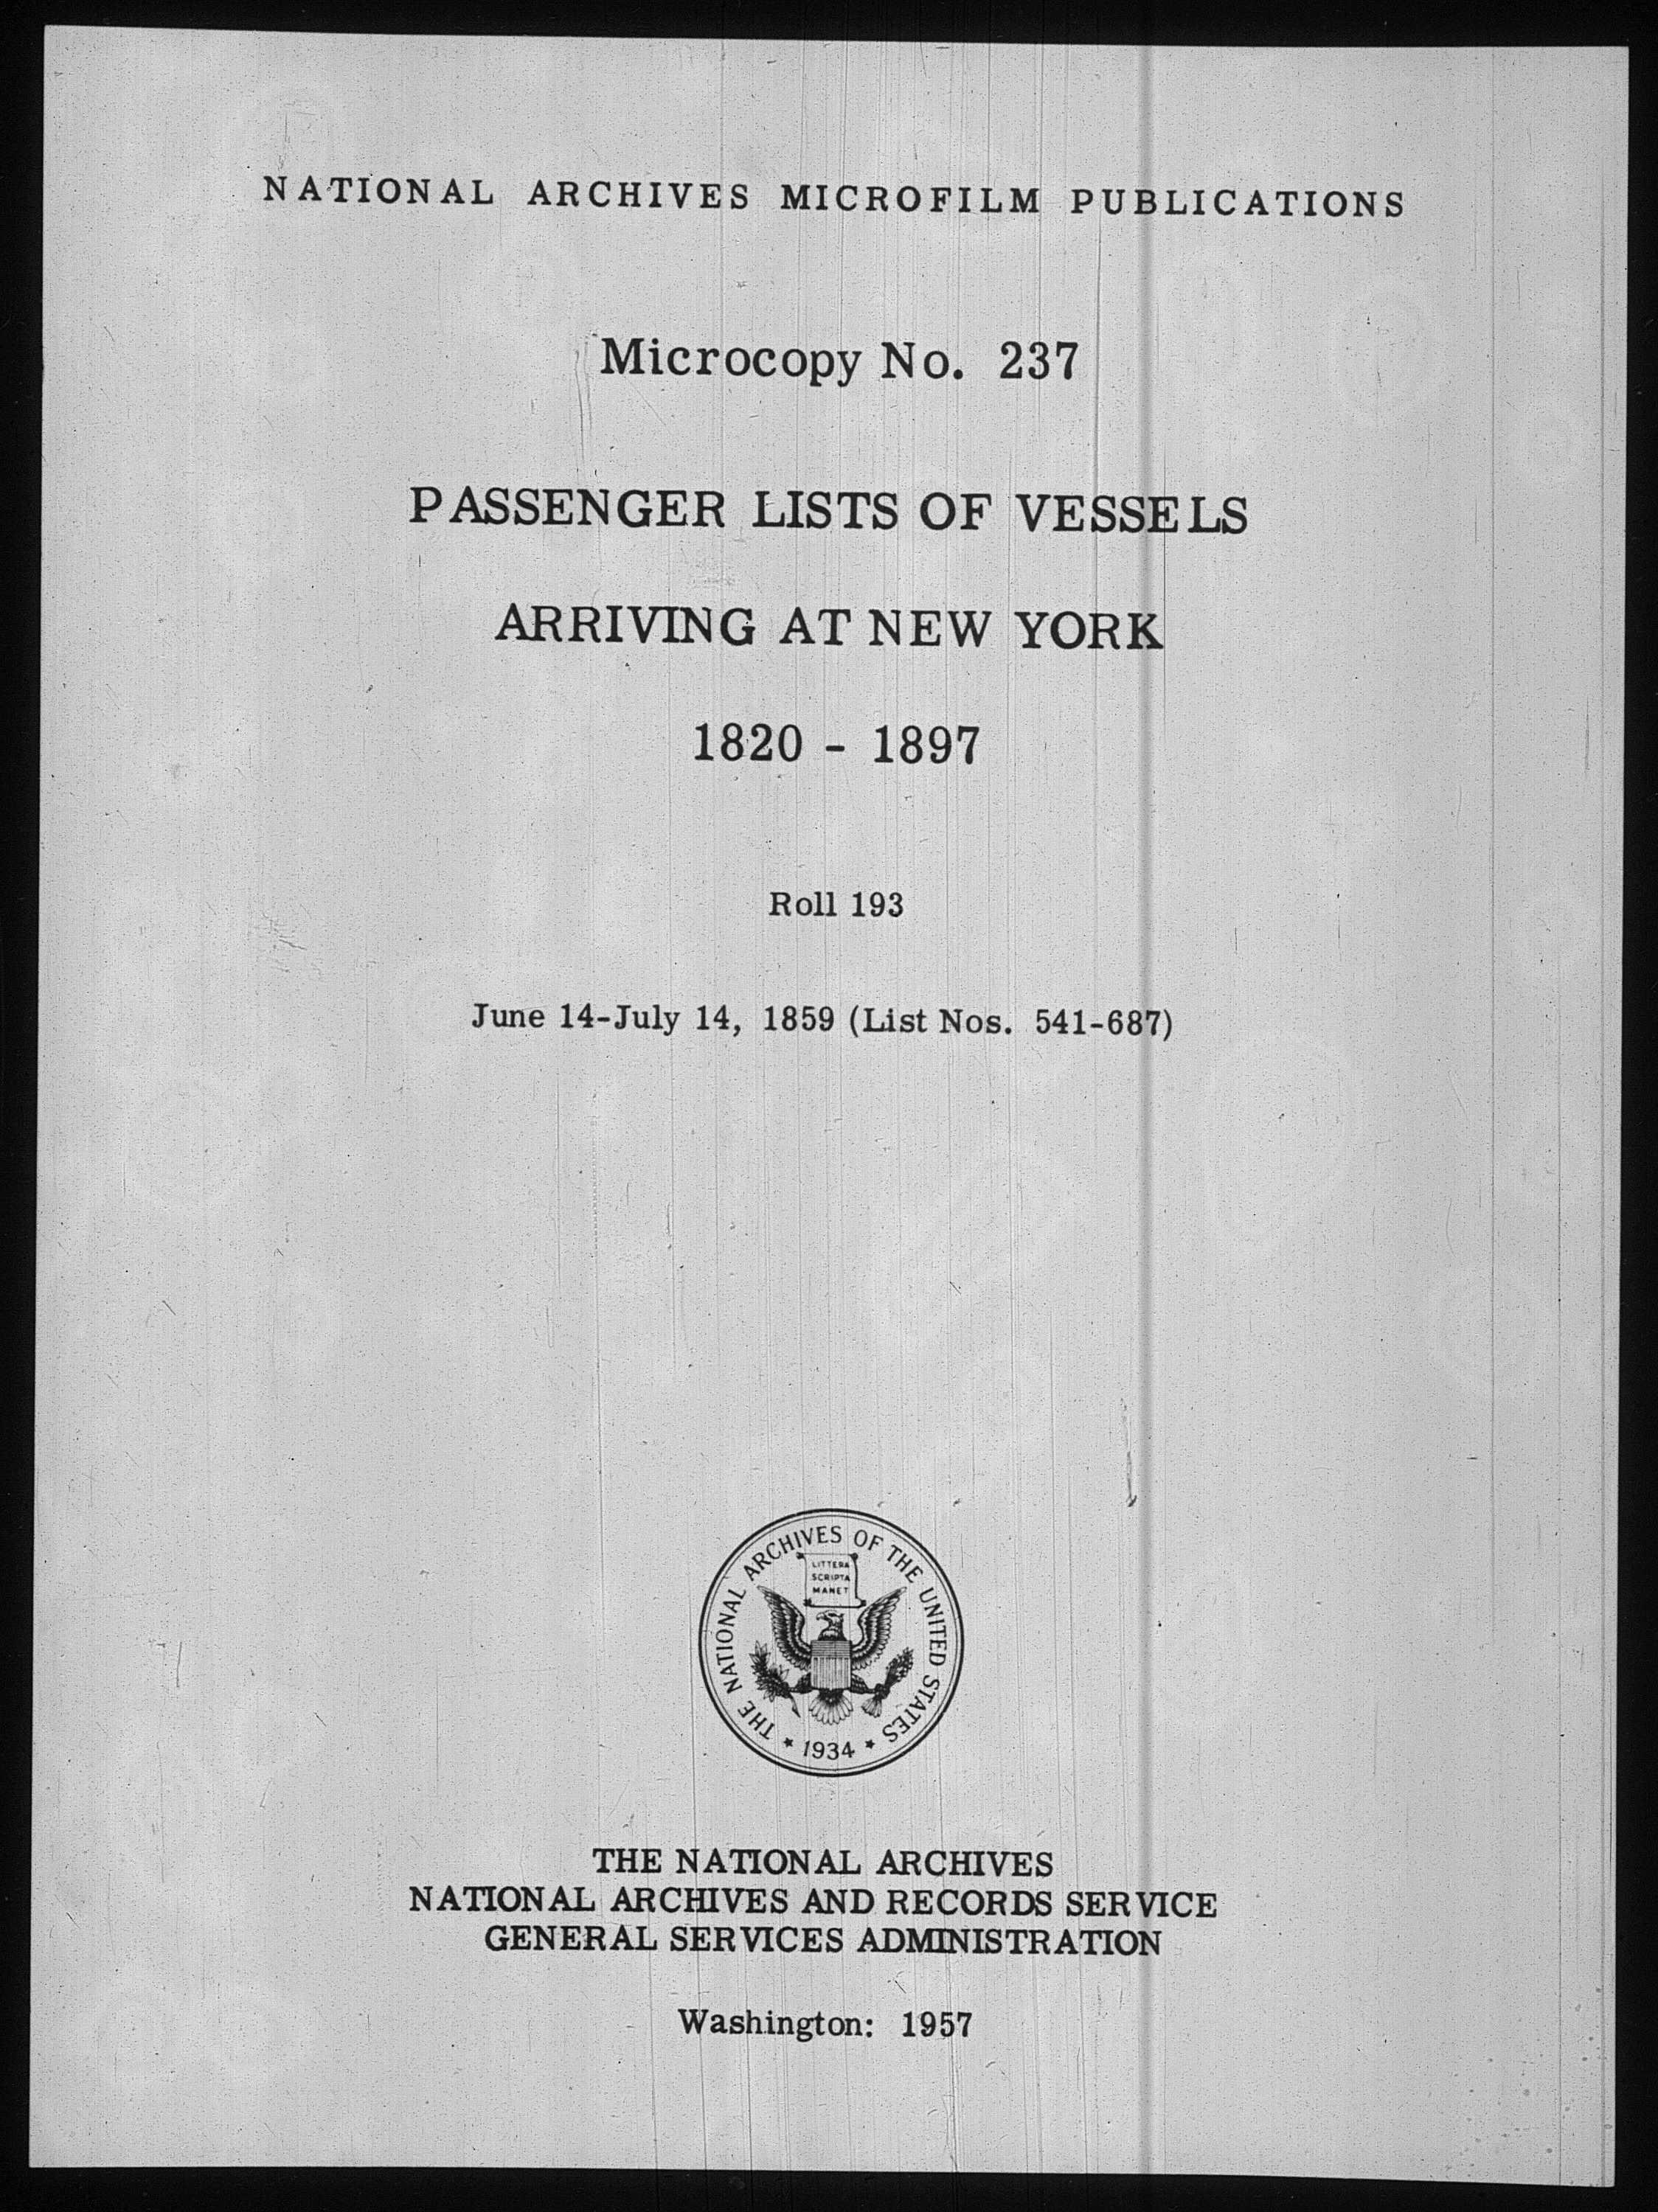 NATIONAL ARCHIVES MICROFILM PUBLICATIONS
Microcopy No. 237
PASSENGER LISTS OF VESSELS
ARRIVING AT NEW YORK
1820 - 1897
Roll 193
June 14-July 14, 1859 (List Nos. 541-687)
THE NATIONAL ARCHIVES OF THE UNITED STATES
LITTERA
SCRIPTA
MANET
★ 1934 ★
THE NATIONAL ARCHIVES
NATIONAL ARCHIVES AND RECORDS SERVICE
GENERAL SERVICES ADMINISTRATION
Washington: 1957